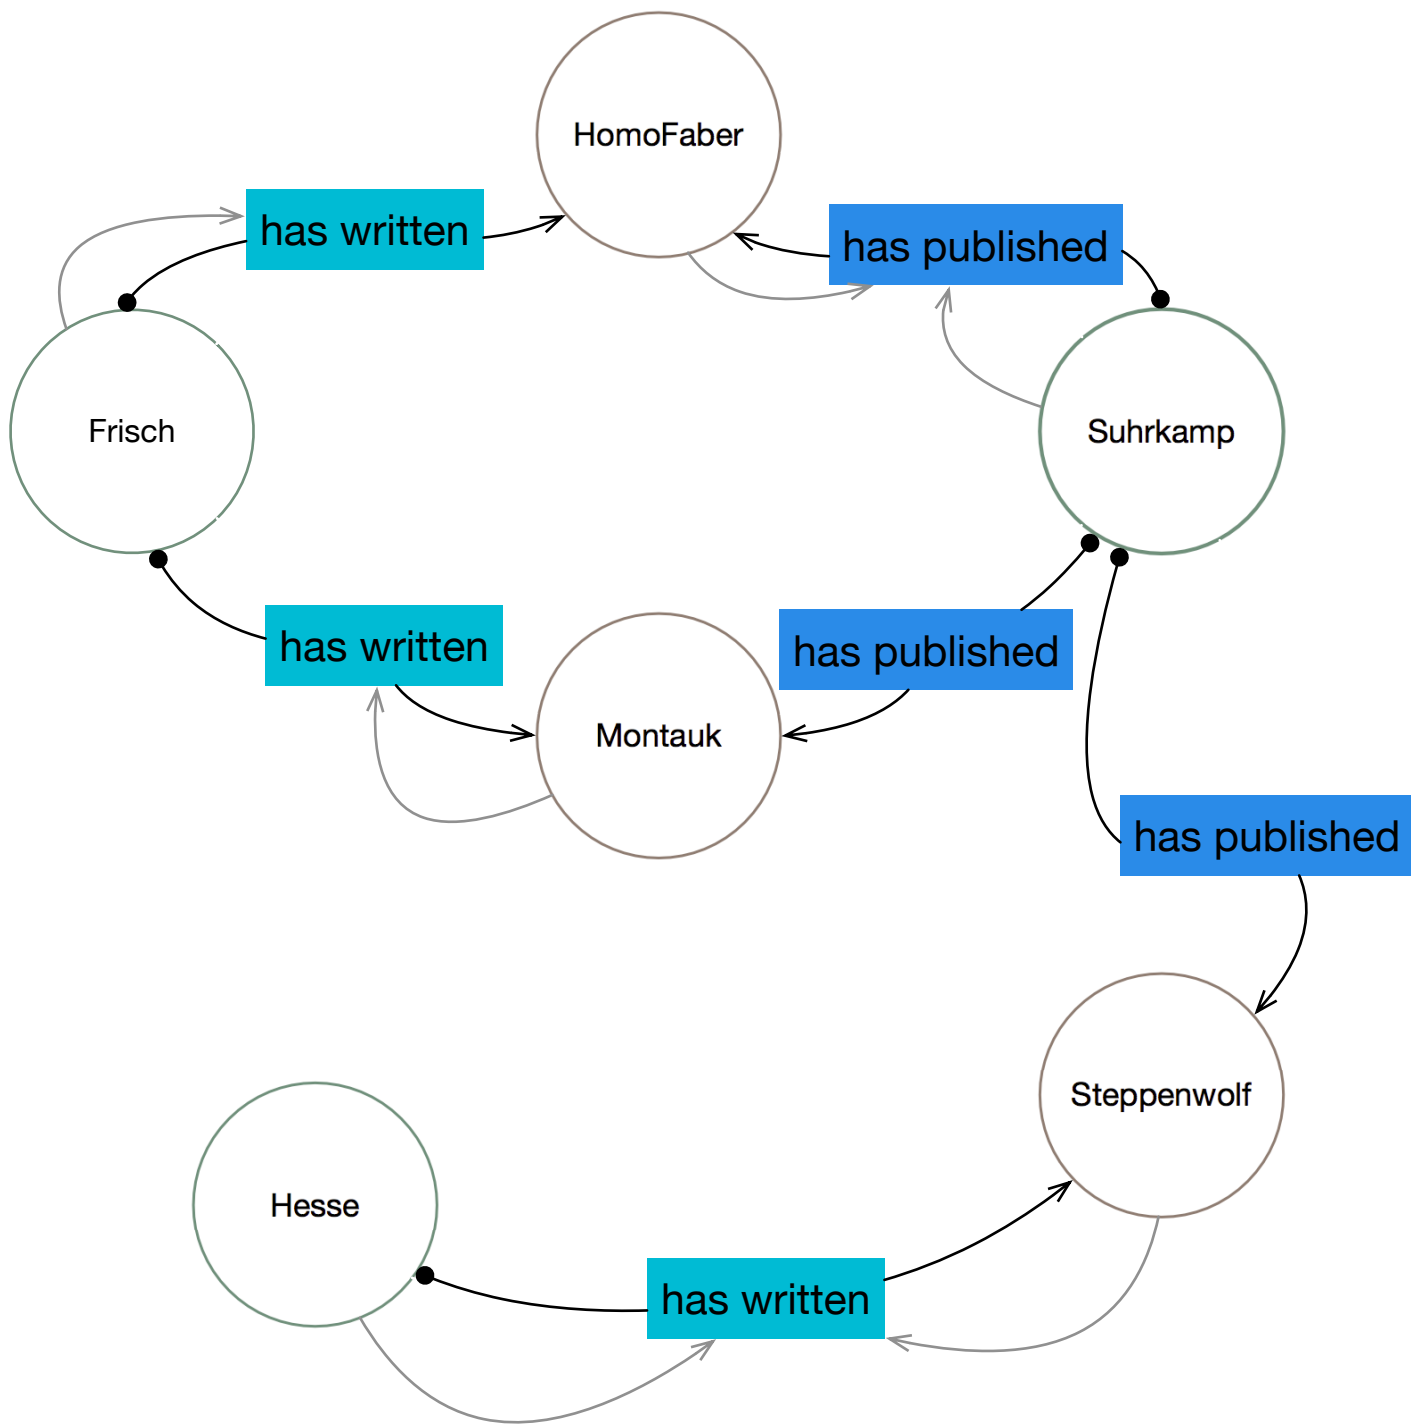 HomoFaber
has written
has published
Frisch
Suhrkamp
has written
has published
Montauk
has published
Steppenwolf
Hesse
has written